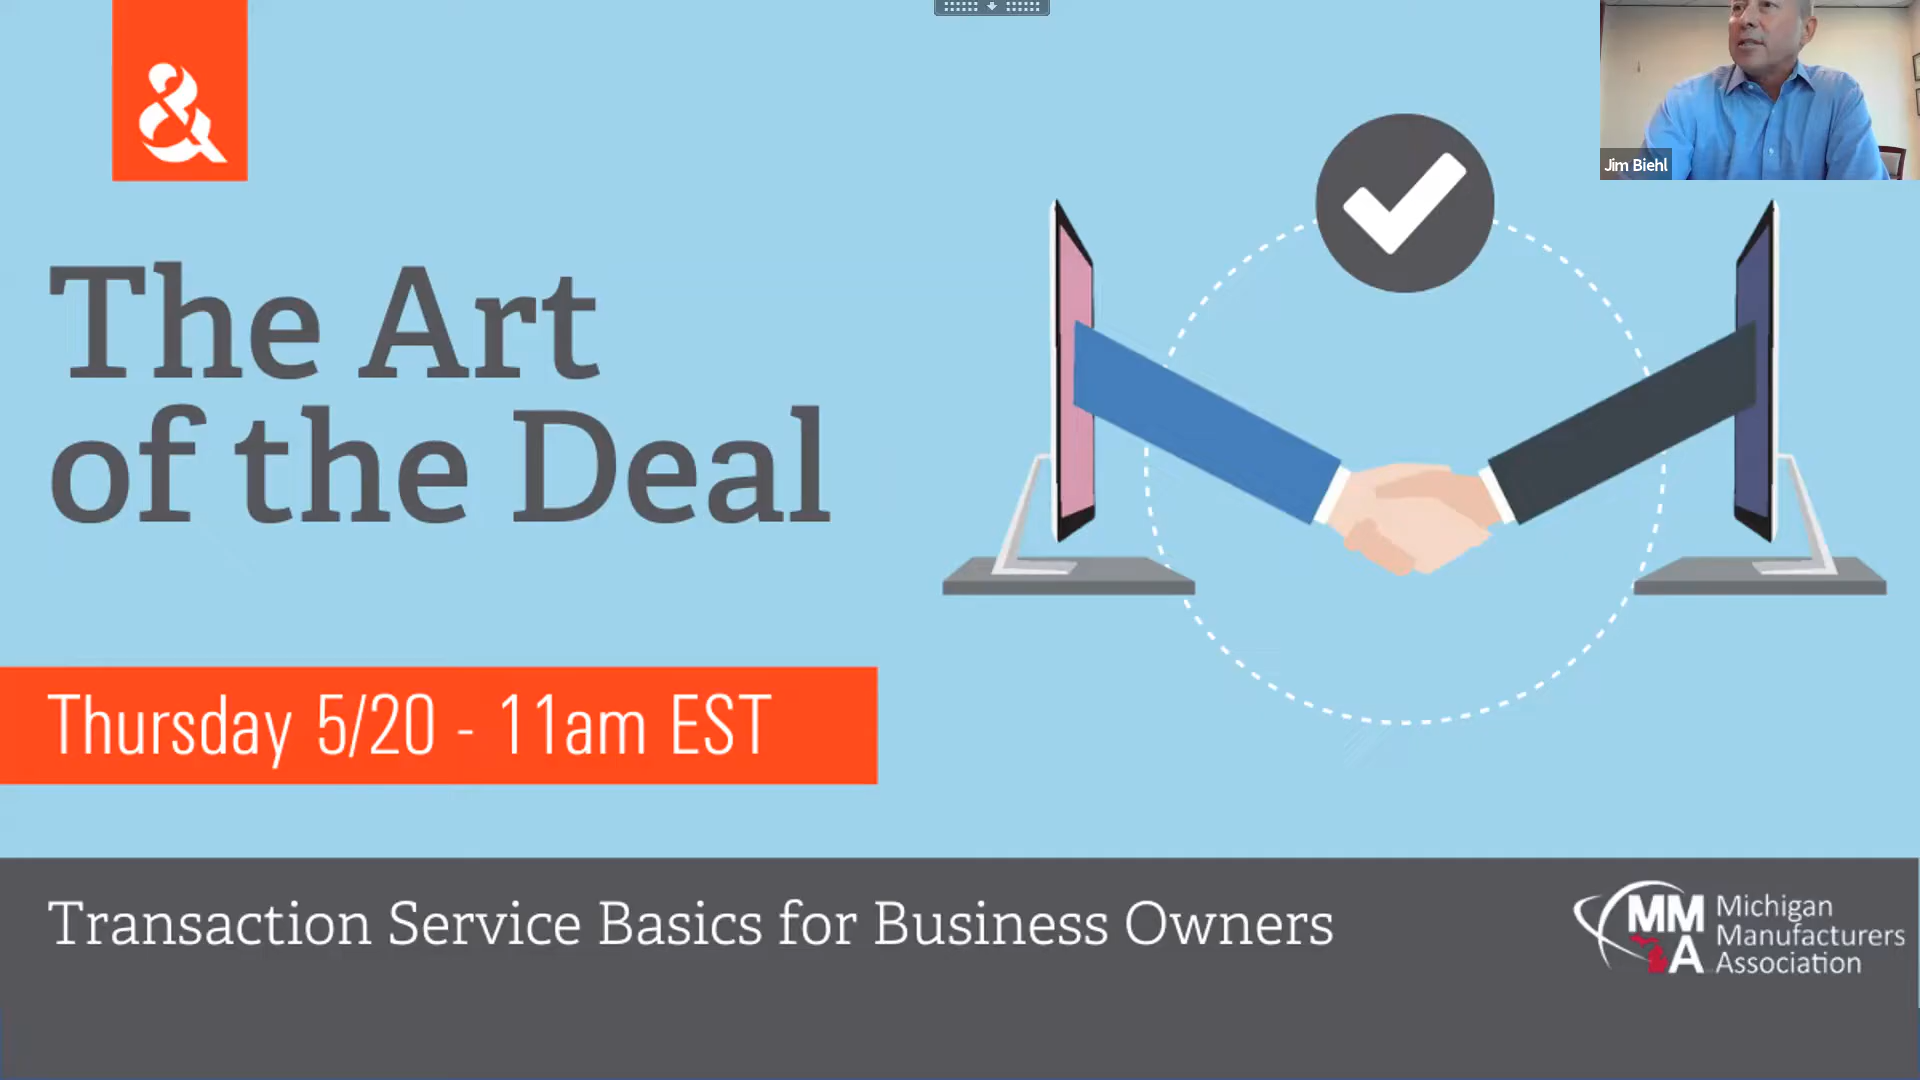 &
Jim Biehl
The Art
of the Deal
Thursday 5/20 - 11am EST
Transaction Service Basics for Business Owners
MM
A
Michigan
Manufacturers
Association